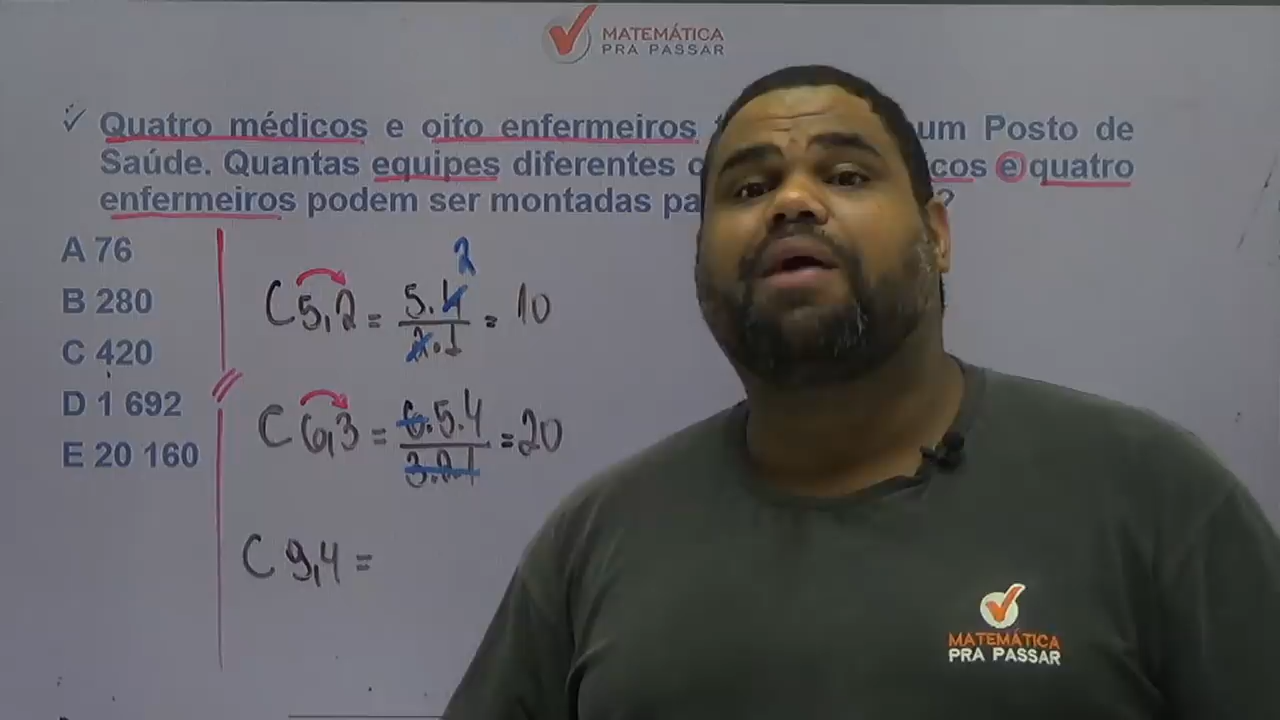 MATEMÁTICA
PRA PASSAR
Quatro médicos e oito enfermeiros um Posto de
Saúde. Quantas equipes diferentes e quatro
enfermeiros podem ser montadas ?
A 76
B 280
C 420
D 1 692
E 20 160
C5,2 = 5.4 2 / 2.1 = 10
C6,3 = 6.5.4 / 3.2.1 = 20
C9,4 =
MATEMÁTICA
PRA PASSAR